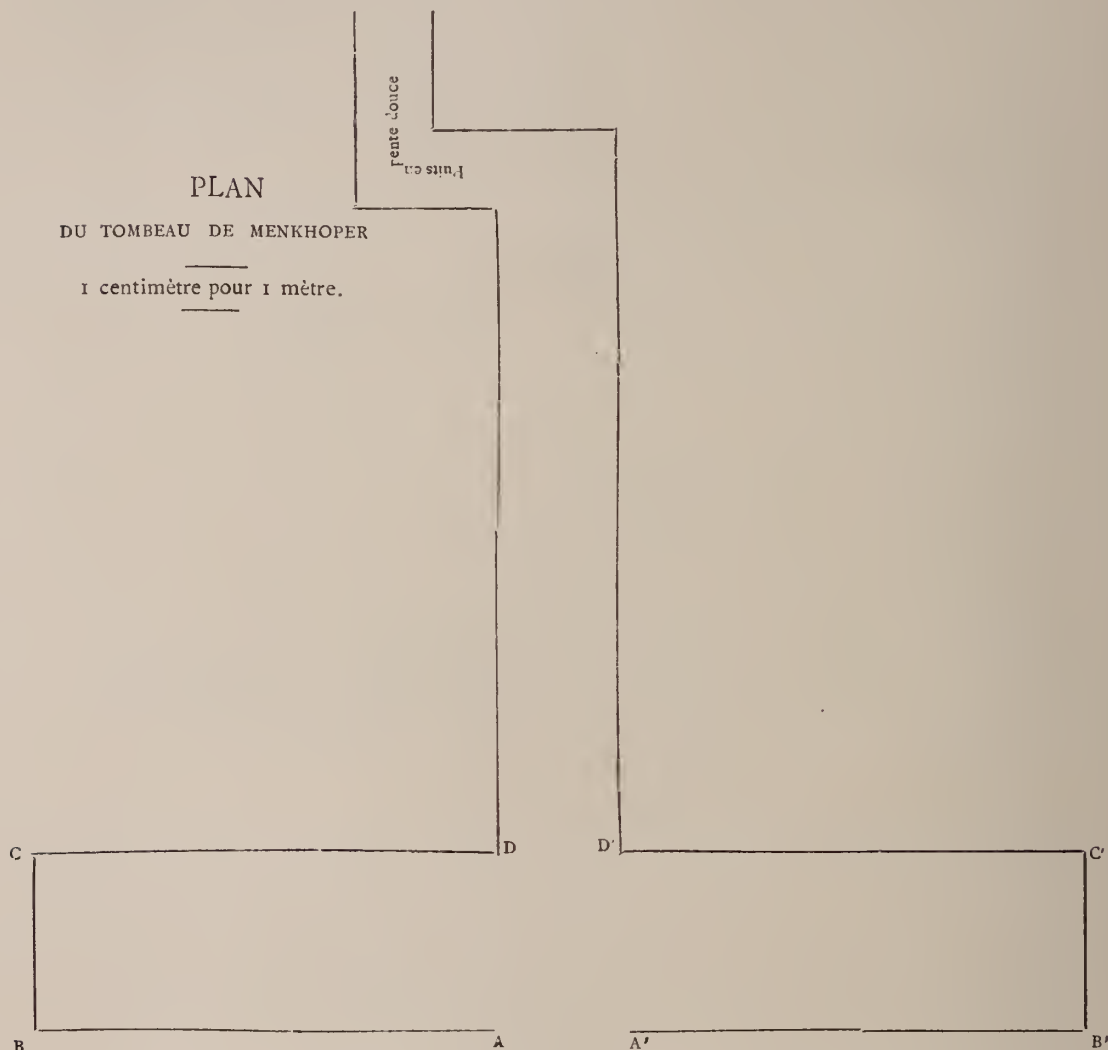 PLAN
DU TOMBEAU DE MENKHOPER
1 centimètre pour 1 mètre.
Puits en
pente douce
C
D
D'
C'
B
A
A'
B'